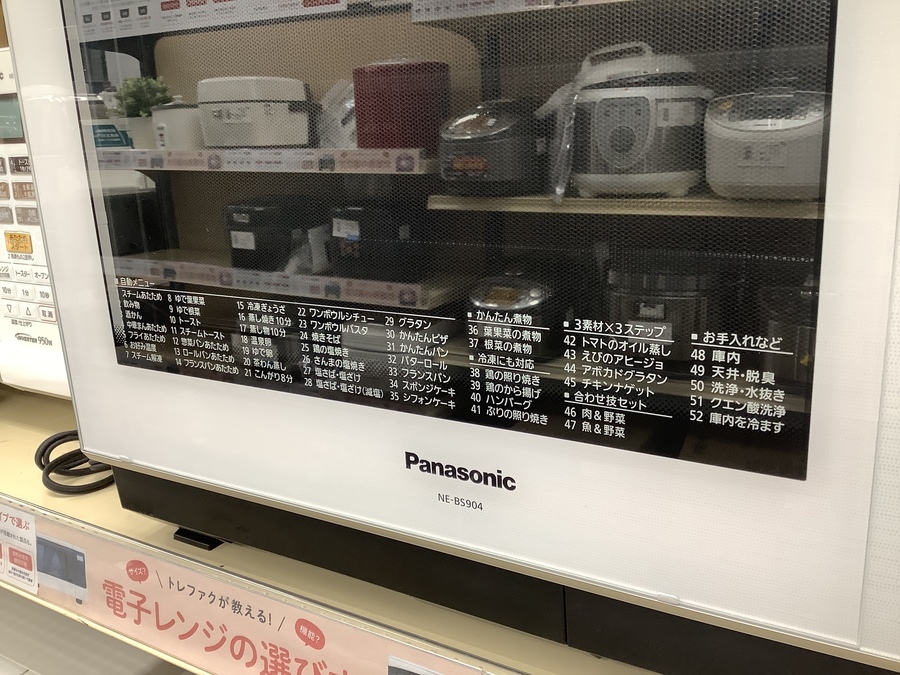 ■自動メニュー
スチームあたため
飲み物
酒かん
中華まんあたため
フライあたため
6 お好み温度
7 スチーム解凍
8 ゆで葉果菜
9 ゆで根菜
10 トースト
11 スチームトースト
12 惣菜パンあたため
13 ロールパンあたため
14 フランスパンあたため
15 冷凍ぎょうざ
16 蒸し焼き10分
17 蒸し物10分
18 温泉卵
19 ゆで卵
20 茶わん蒸し
21 こんがり8分
22 ワンボウルシチュー
23 ワンボウルパスタ
24 焼きそば
25 鶏の塩焼き
26 さんまの塩焼き
27 塩さば・塩ざけ
28 塩さば・塩ざけ(減塩)
29 グラタン
30 かんたんピザ
31 かんたんパン
32 バターロール
33 フランスパン
34 スポンジケーキ
35 シフォンケーキ
■ かんたん煮物
36 葉果菜の煮物
37 根菜の煮物
■ 冷凍にも対応
38 鶏の照り焼き
39 鶏のから揚げ
40 ハンバーグ
41 ぶりの照り焼き
■ 3素材×3ステップ
42 トマトのオイル蒸し
43 えびのアヒージョ
44 アボカドグラタン
45 チキンナゲット
■ 合わせ技セット
46 肉&野菜
47 魚&野菜
■ お手入れなど
48 庫内
49 天井・脱臭
50 洗浄・水抜き
51 クエン酸洗浄
52 庫内を冷ます
Panasonic
NE-BS904
トースター オーブン
10分 1分 10秒
INVERTER 950W
イプで選ぶ
サイズ?
トレファクが教える!
機能?
電子レンジの選び